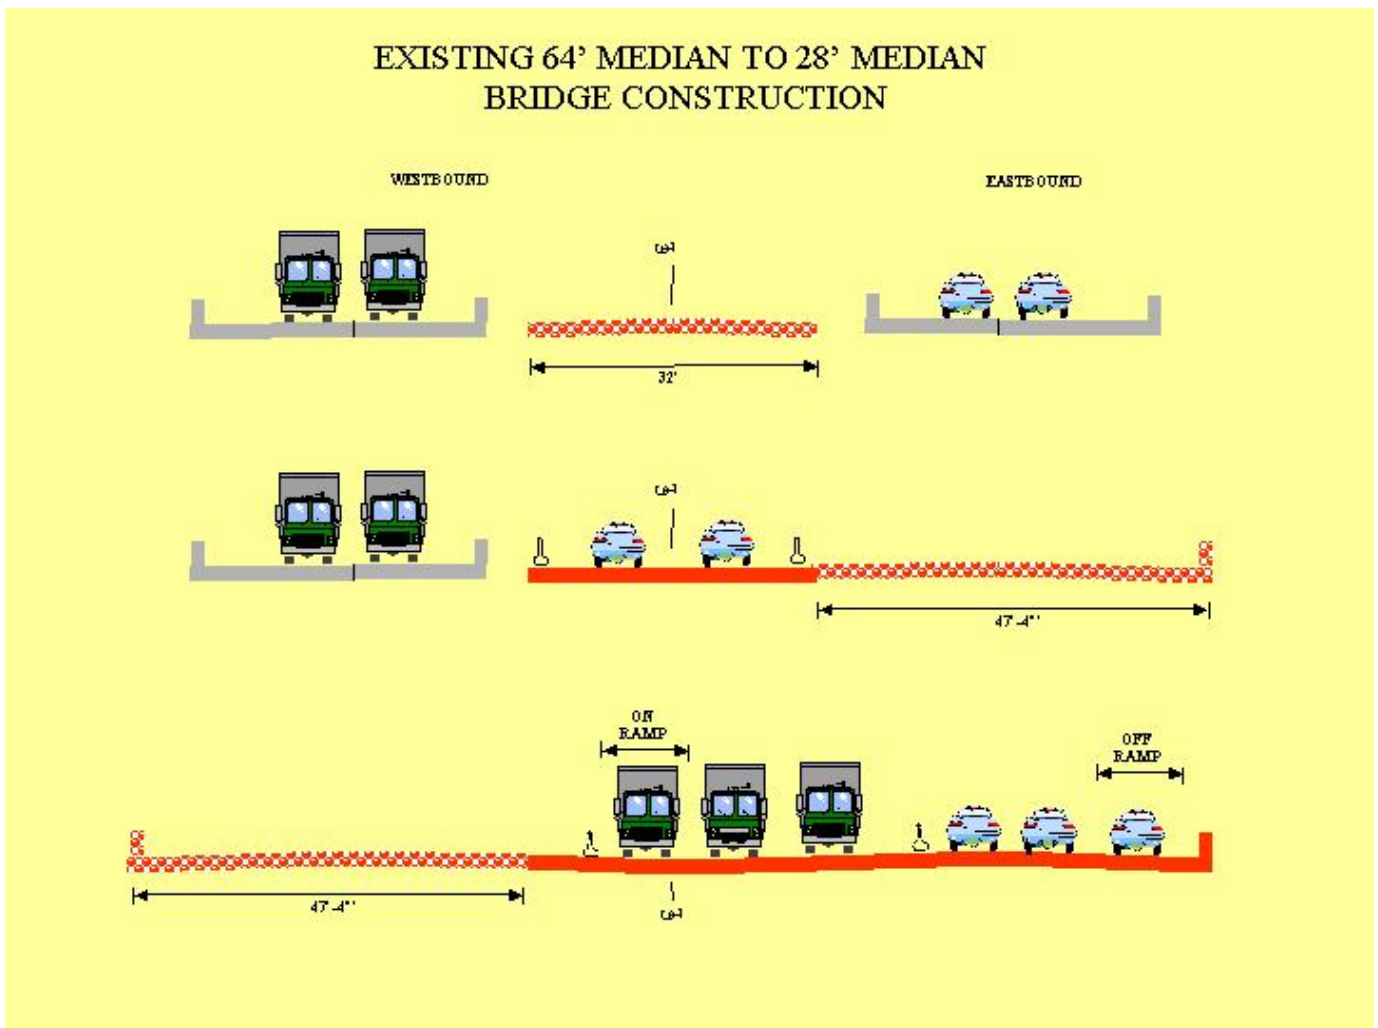 EXISTING 64’ MEDIAN TO 28’ MEDIAN
BRIDGE CONSTRUCTION
WESTBOUND
EASTBOUND
32'
47'-4"
ON
RAMP
OFF
RAMP
47'-4"